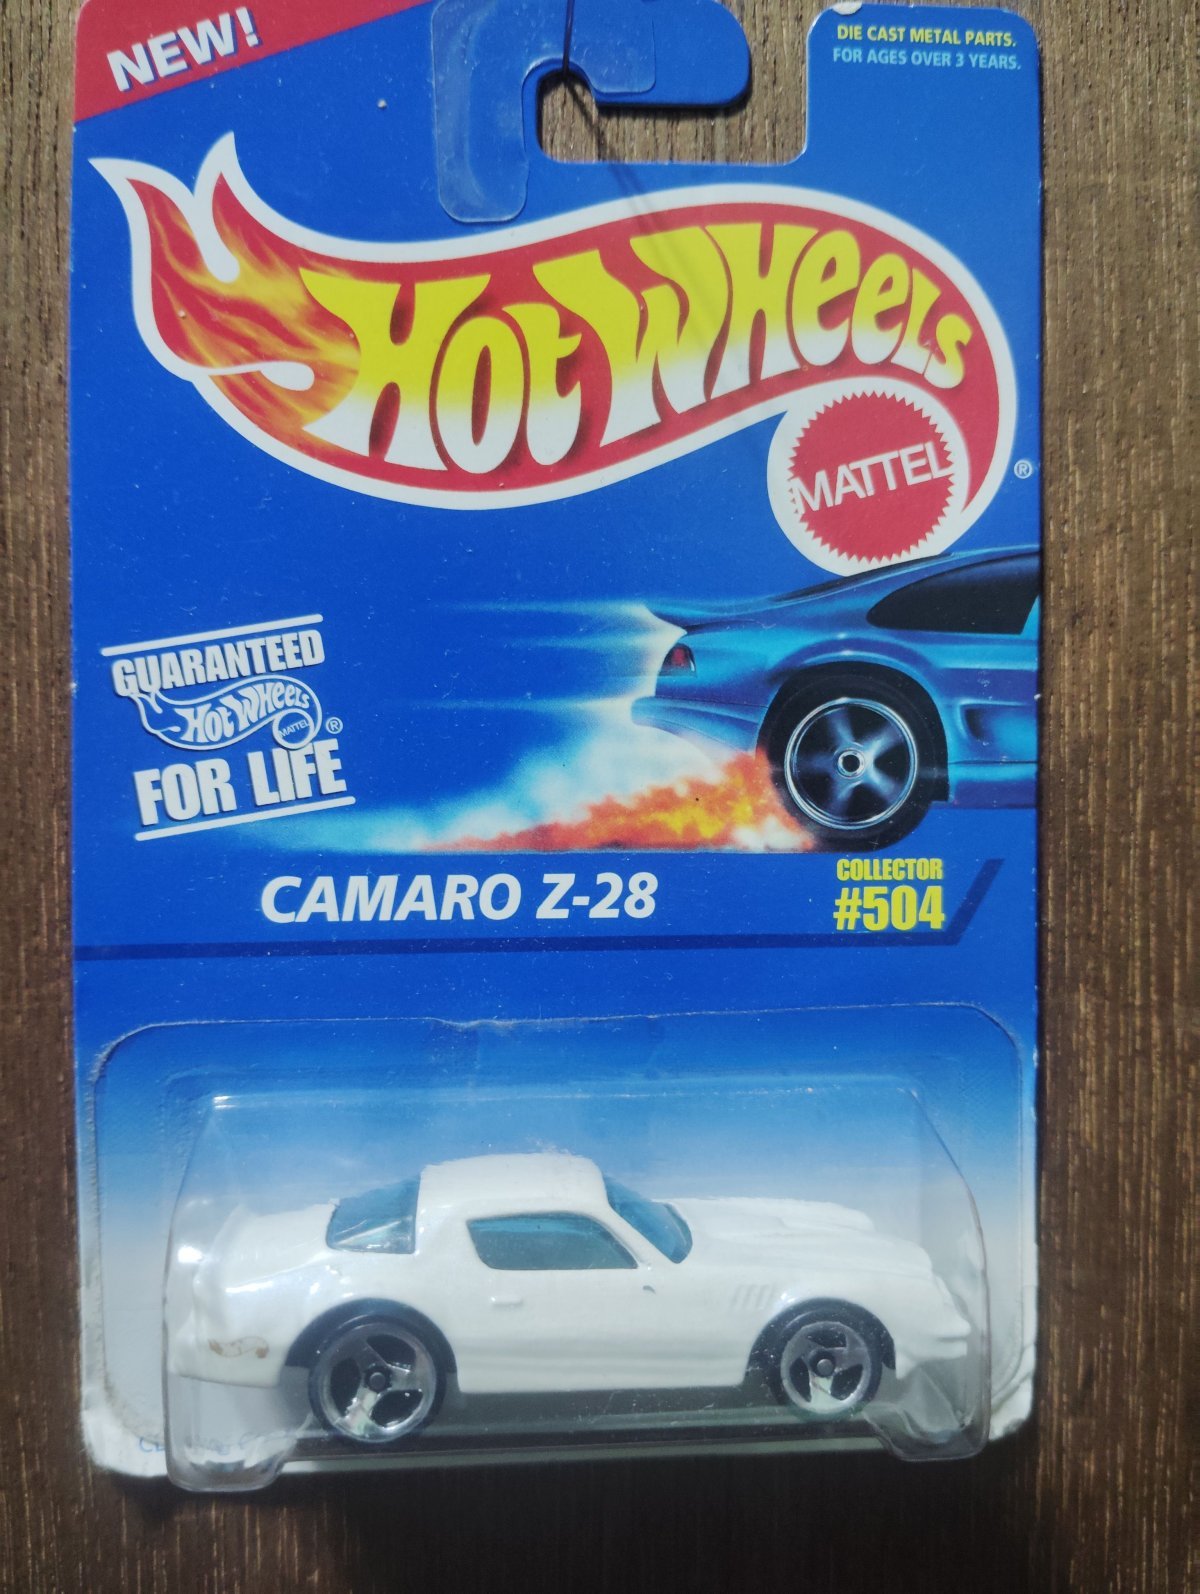 NEW!
DIE CAST METAL PARTS.
FOR AGES OVER 3 YEARS.
HOT WHEELS
MATTEL
®
GUARANTEED
HOT WHEELS
MATTEL
®
FOR LIFE
CAMARO Z-28
COLLECTOR
#504